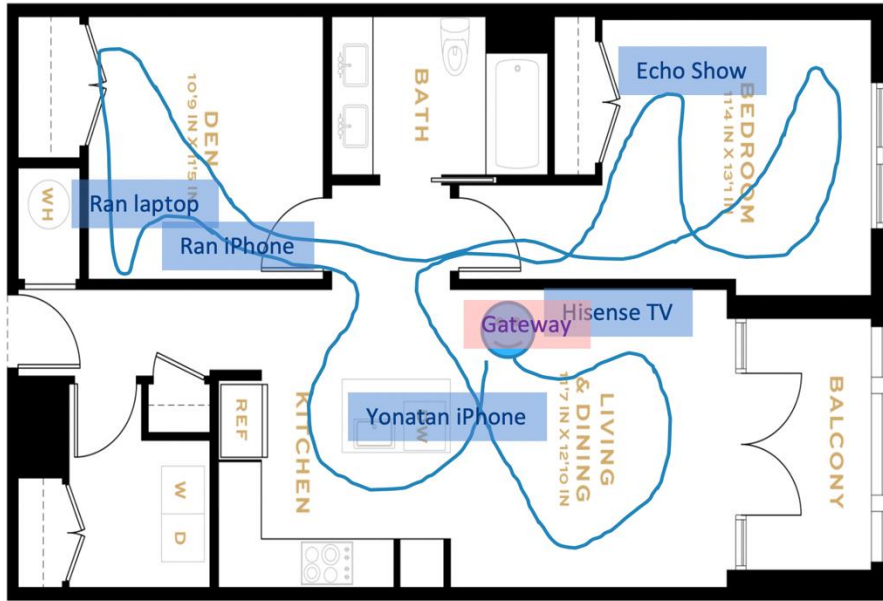 Echo Show
BATH
DEN
10'9 IN X 11'5 IN
BEDROOM
11'4 IN X 13'1 IN
WH
Ran laptop
Ran iPhone
Hisense TV
Gateway
REF
KITCHEN
Yonatan iPhone
LIVING
& DINING
11'7 IN X 12'10 IN
BALCONY
W
D